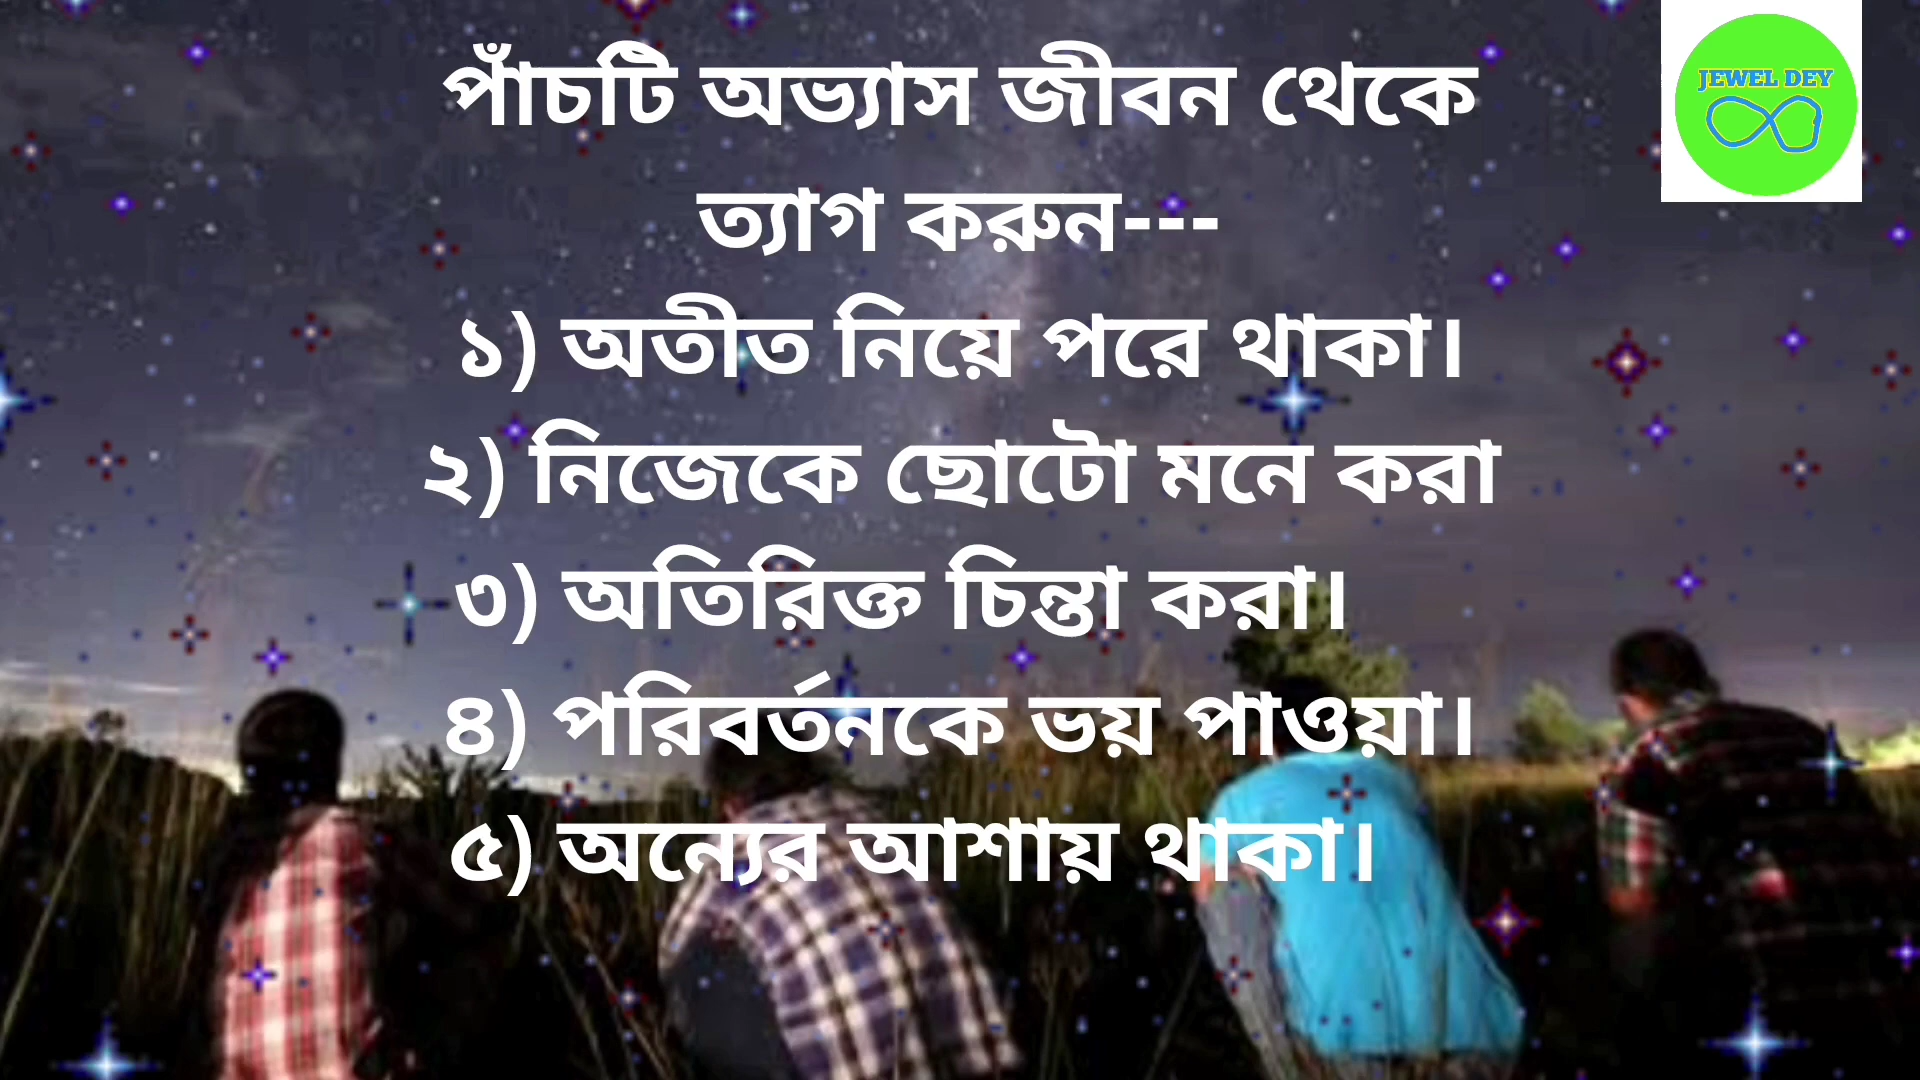 পাঁচটি অভ্যাস জীবন থেকে
ত্যাগ করুন---
১) অতীত নিয়ে পরে থাকা।
২) নিজেকে ছোটো মনে করা
৩) অতিরিক্ত চিন্তা করা।
৪) পরিবর্তনকে ভয় পাওয়া।
৫) অন্যের আশায় থাকা।
JEWEL DEY